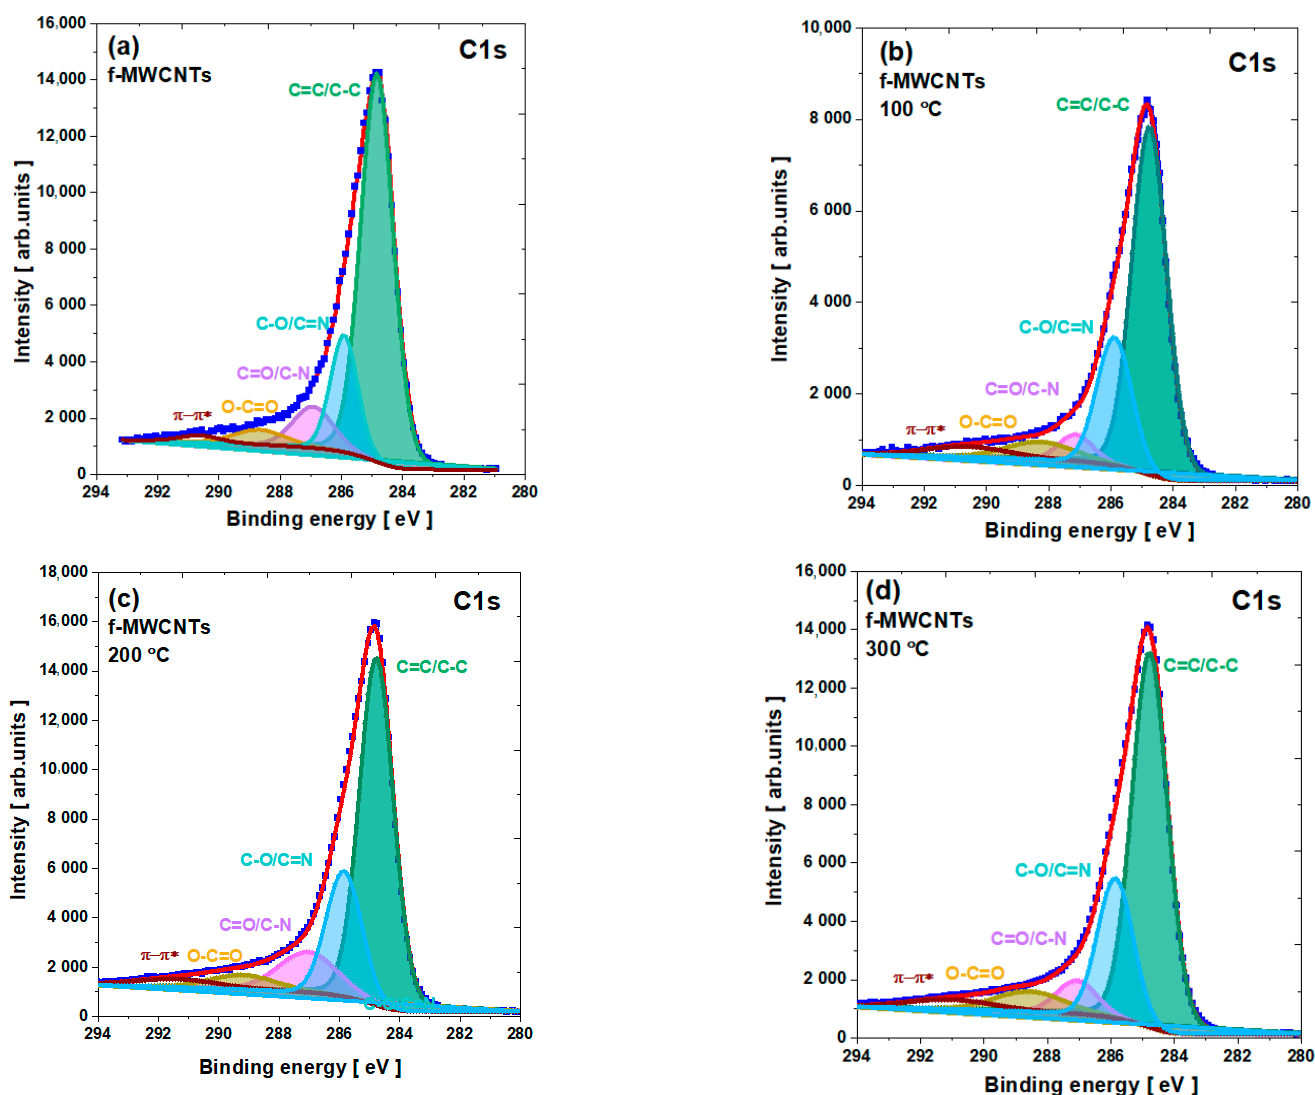 (a)
f-MWCNTs
C1s
C=C/C-C
C-O/C=N
C=O/C-N
O-C=O
π–π*
16,000
14,000
12,000
10,000
8 000
6 000
4 000
2 000
0
294 292 290 288 286 284 282 280
Intensity [ arb.units ]
Binding energy [ eV ]
(b)
f-MWCNTs
100 °C
C1s
C=C/C-C
C-O/C=N
C=O/C-N
O-C=O
π–π*
10,000
8 000
6 000
4 000
2 000
0
294 292 290 288 286 284 282 280
Intensity [ arb.units ]
Binding energy [ eV ]
(c)
f-MWCNTs
200 °C
C1s
C=C/C-C
C-O/C=N
C=O/C-N
O-C=O
π–π*
18,000
16,000
14,000
12,000
10,000
8 000
6 000
4 000
2 000
0
294 292 290 288 286 284 282 280
Intensity [ arb.units ]
Binding energy [ eV ]
(d)
f-MWCNTs
300 °C
C1s
C=C/C-C
C-O/C=N
C=O/C-N
O-C=O
π–π*
16,000
14,000
12,000
10,000
8 000
6 000
4 000
2 000
0
294 292 290 288 286 284 282 280
Intensity [ arb.units ]
Binding energy [ eV ]